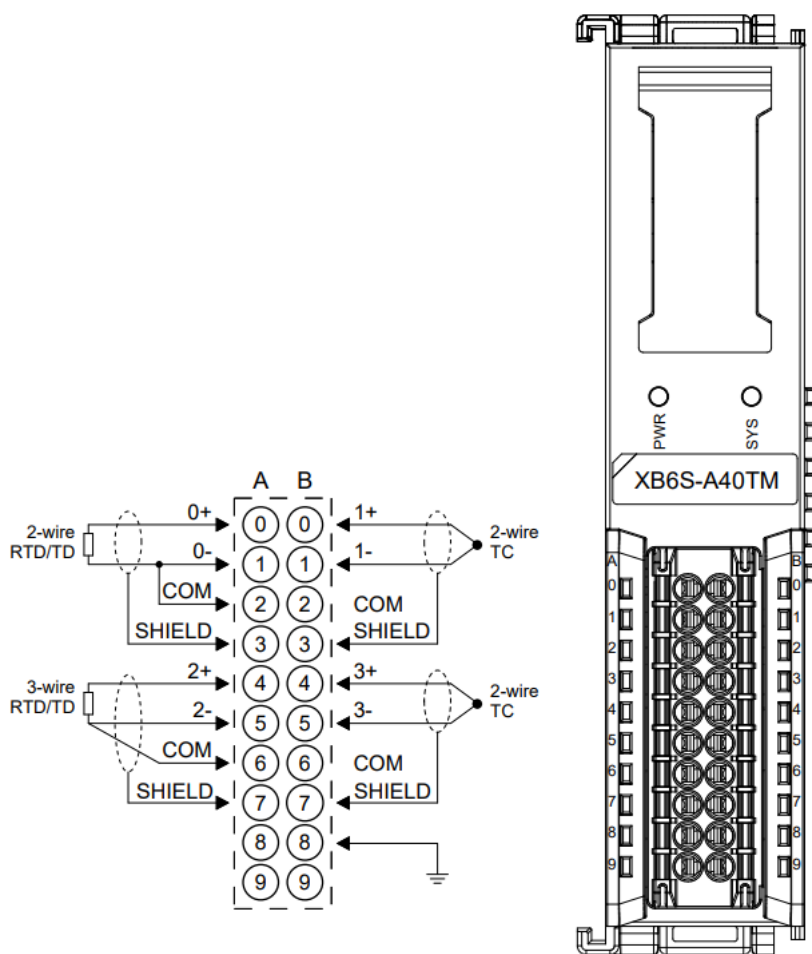 PWR
SYS
XB6S-A40TM
A B
0+ 0 0 1+
2-wire
RTD/TD
0- 1 1 1-
2-wire
TC
COM 2 2 COM
SHIELD 3 3 SHIELD
2+ 4 4 3+
3-wire
RTD/TD
2- 5 5 3-
2-wire
TC
COM 6 6 COM
SHIELD 7 7 SHIELD
8 8
9 9
A B
0 0
1 1
2 2
3 3
4 4
5 5
6 6
7 7
8 8
9 9